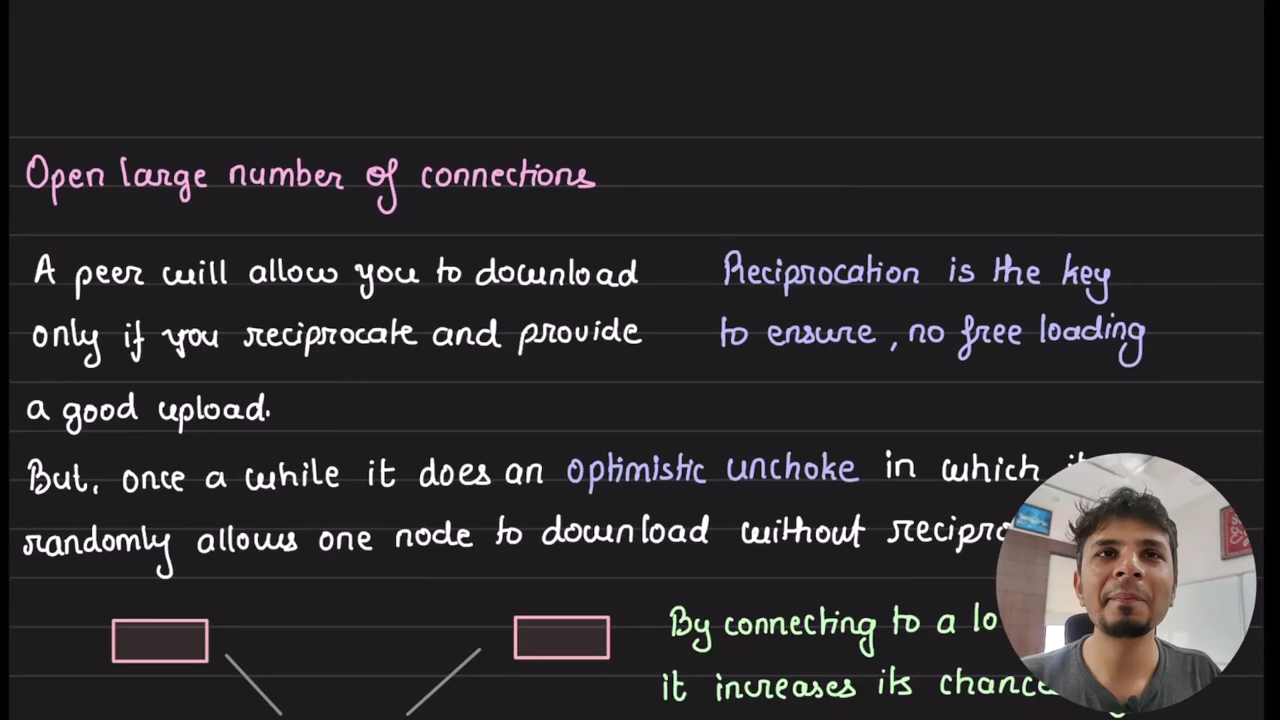 Open large number of connections
A peer will allow you to download
only if you reciprocate and provide
a good upload.
Reciprocation is the key
to ensure, no free loading
But, once a while it does an optimistic unchoke in which
randomly allows one node to download without
By connecting to a
it increases its